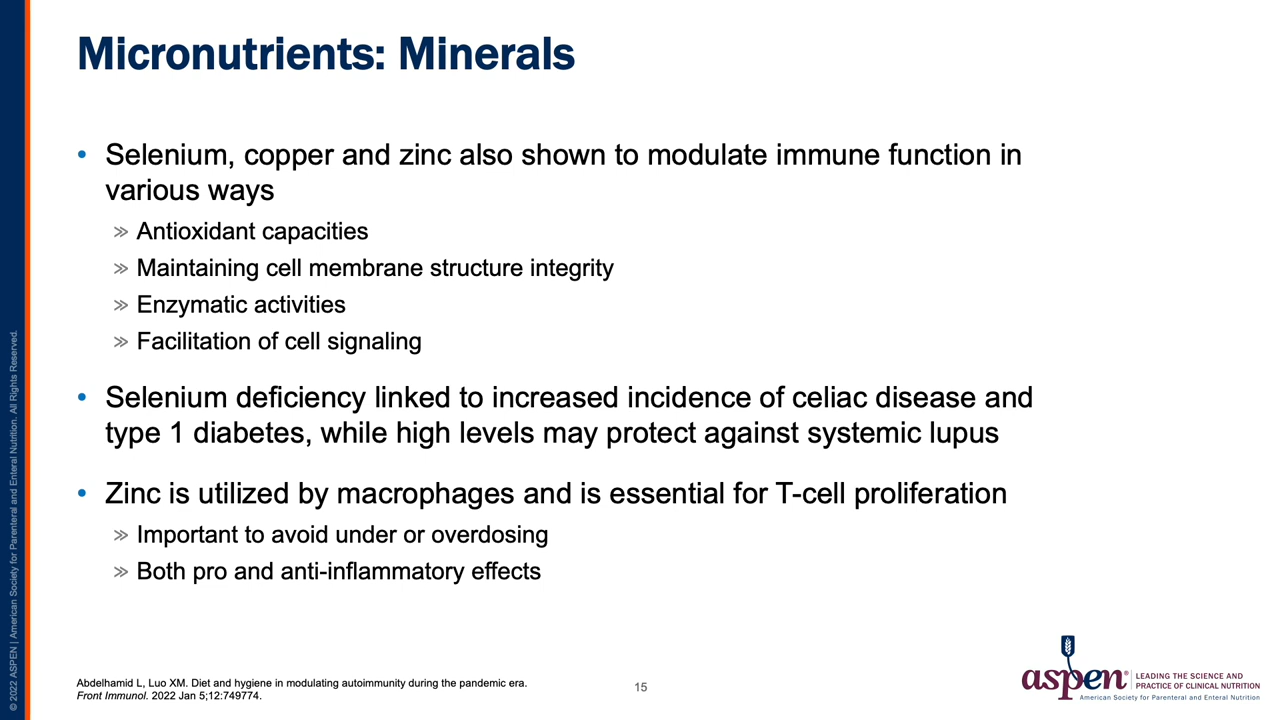 Micronutrients: Minerals
• Selenium, copper and zinc also shown to modulate immune function in
various ways
» Antioxidant capacities
» Maintaining cell membrane structure integrity
» Enzymatic activities
» Facilitation of cell signaling
• Selenium deficiency linked to increased incidence of celiac disease and
type 1 diabetes, while high levels may protect against systemic lupus
• Zinc is utilized by macrophages and is essential for T-cell proliferation
» Important to avoid under or overdosing
» Both pro and anti-inflammatory effects
Abdelhamid L, Luo XM. Diet and hygiene in modulating autoimmunity during the pandemic era.
Front Immunol. 2022 Jan 5;12:749774.
15
aspen®
LEADING THE SCIENCE AND
PRACTICE OF CLINICAL NUTRITION
American Society for Parenteral and Enteral Nutrition
© 2022 ASPEN | American Society for Parenteral and Enteral Nutrition. All Rights Reserved.